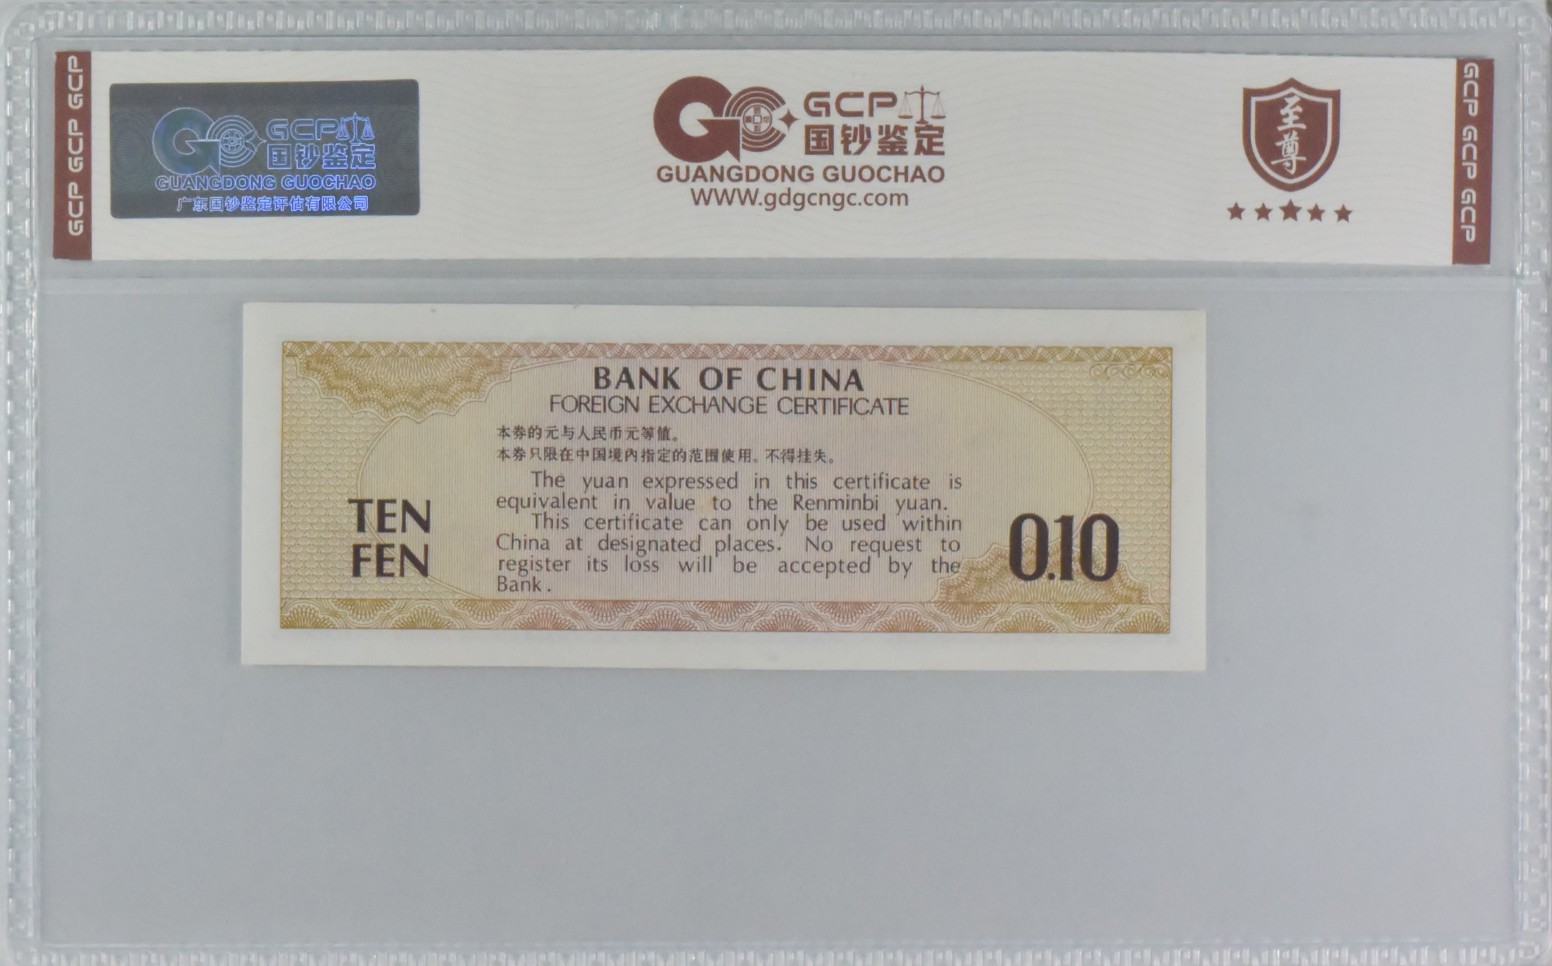 GCP GCP GCP
GCP
国钞鉴定
GUANGDONG GUOCHAO
广东国钞鉴定评估有限公司
GCP
国钞鉴定
GUANGDONG GUOCHAO
WWW.gdgcngc.com
至尊
GCP GCP GCP
BANK OF CHINA
FOREIGN EXCHANGE CERTIFICATE
本券的元与人民币元等值。
本券只限在中国境内指定的范围使用。不得挂失。
The yuan expressed in this certificate is
equivalent in value to the Renminbi yuan.
This certificate can only be used within
China at designated places. No request to
register its loss will be accepted by the
Bank.
TEN
FEN
0.10